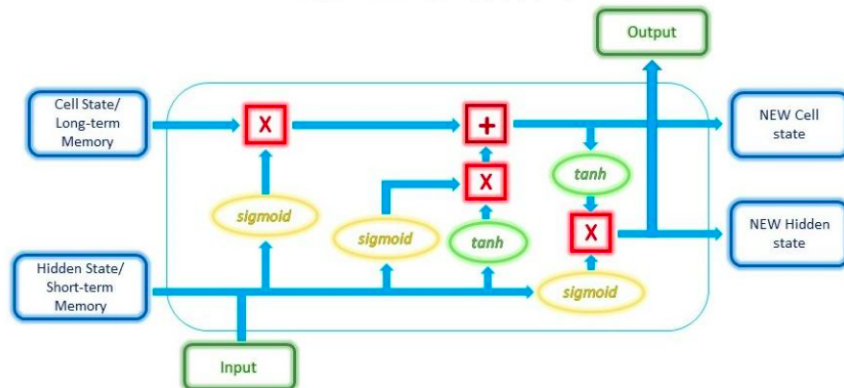 Output
Cell State/
Long-term
Memory
X
+
NEW Cell
state
tanh
X
sigmoid
sigmoid
tanh
X
NEW Hidden
state
Hidden State/
Short-term
Memory
sigmoid
Input